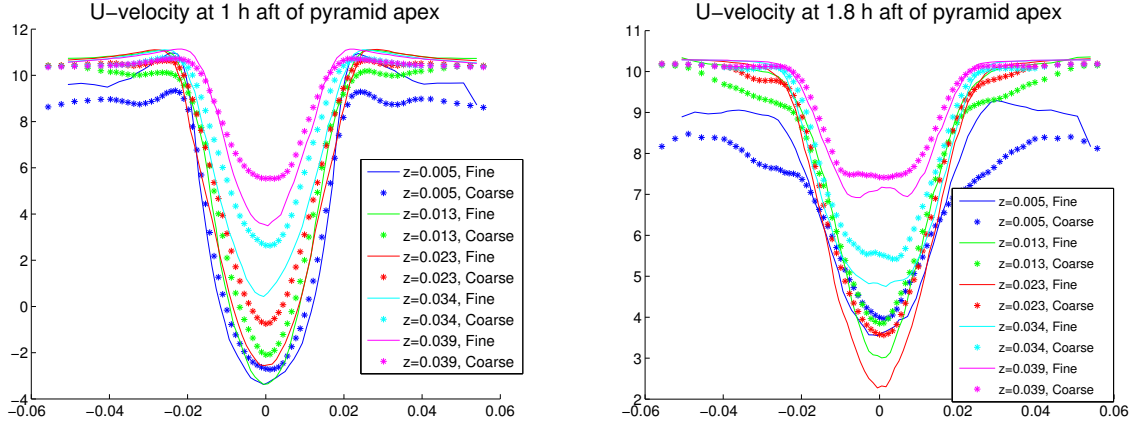 U-velocity at 1 h aft of pyramid apex
12
10
8
6
4
2
0
−2
−4
−0.06
−0.04
−0.02
0
0.02
0.04
0.06
z=0.005, Fine
z=0.005, Coarse
z=0.013, Fine
z=0.013, Coarse
z=0.023, Fine
z=0.023, Coarse
z=0.034, Fine
z=0.034, Coarse
z=0.039, Fine
z=0.039, Coarse
U-velocity at 1.8 h aft of pyramid apex
11
10
9
8
7
6
5
4
3
2
−0.06
−0.04
−0.02
0
0.02
0.04
0.06
z=0.005, Fine
z=0.005, Coarse
z=0.013, Fine
z=0.013, Coarse
z=0.023, Fine
z=0.023, Coarse
z=0.034, Fine
z=0.034, Coarse
z=0.039, Fine
z=0.039, Coarse